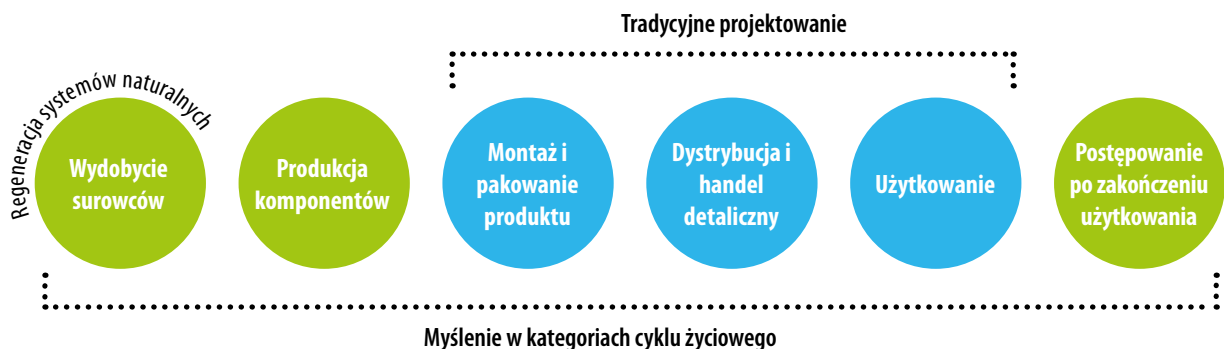 Tradycyjne projektowanie
Regeneracja systemów naturalnych
Wydobycie
surowców
Produkcja
komponentów
Montaż i
pakowanie
produktu
Dystrybucja i
handel
detaliczny
Użytkowanie
Postępowanie
po zakończeniu
użytkowania
Myślenie w kategoriach cyklu życiowego